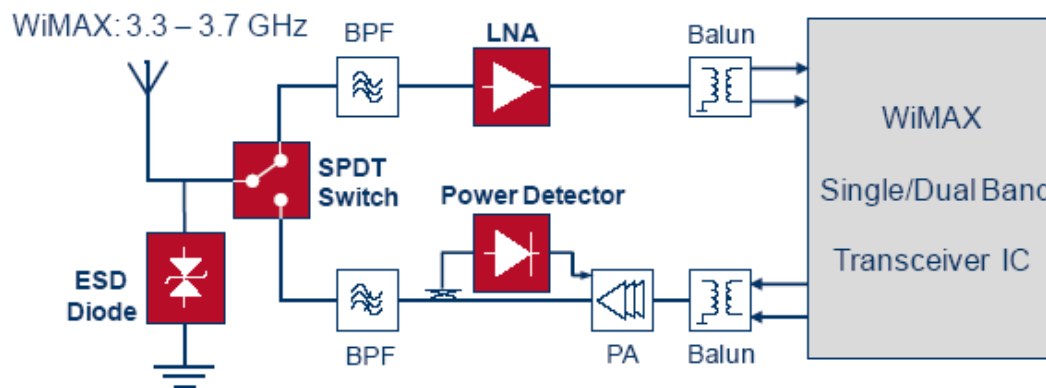 WiMAX: 3.3 – 3.7 GHz
BPF
LNA
Balun
WiMAX
Single/Dual Band
Transceiver IC
SPDT
Switch
Power Detector
ESD
Diode
BPF
PA
Balun